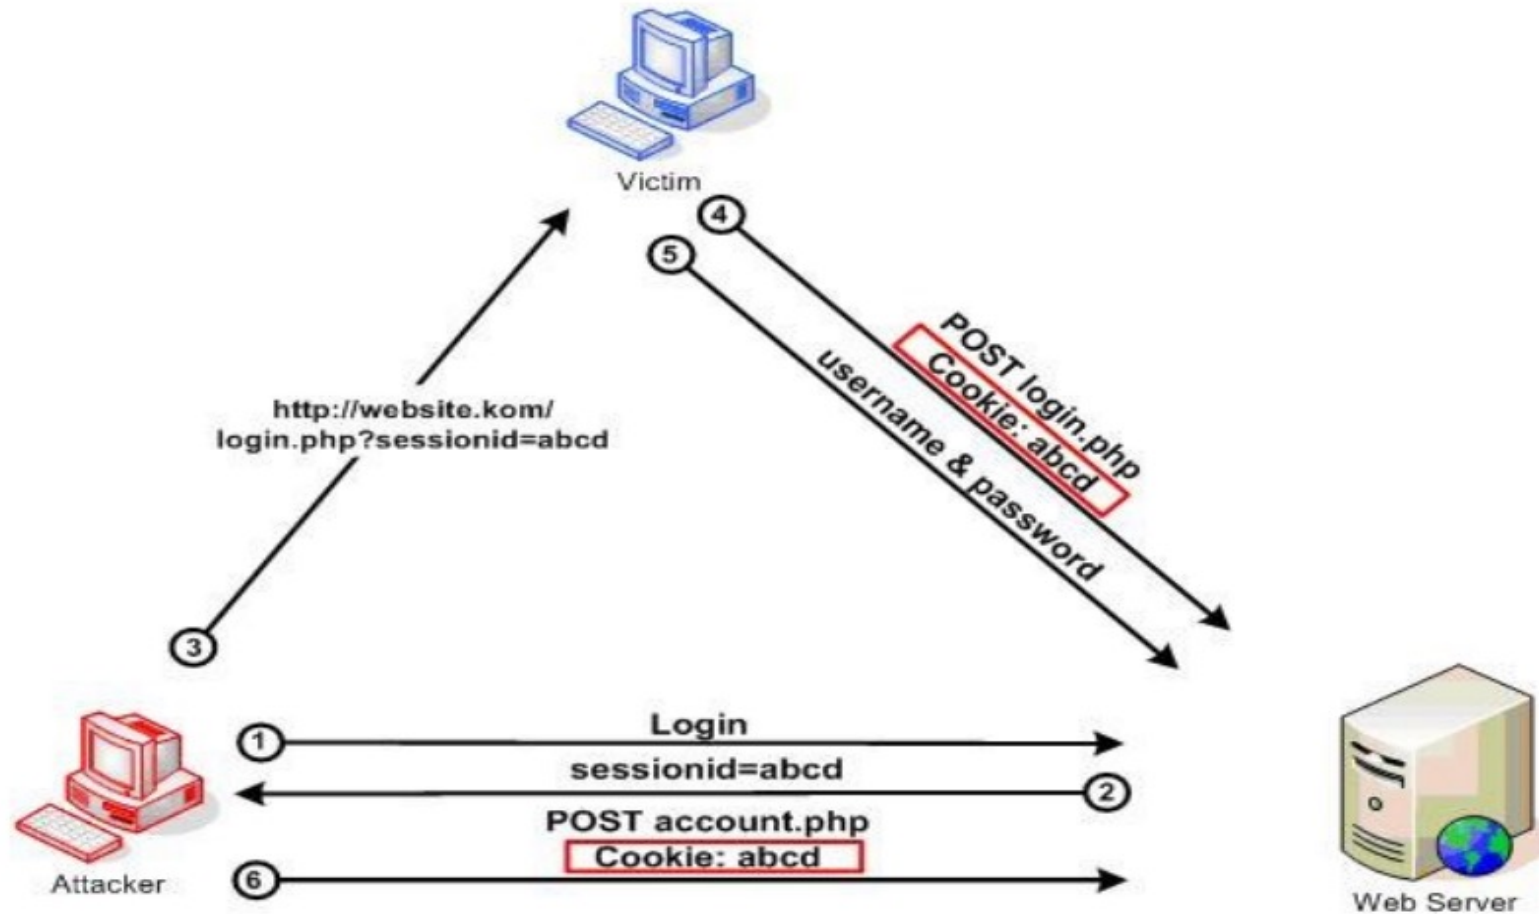 Victim
4
5
POST login.php
Cookie: abcd
username & password
http://website.kom/
login.php?sessionid=abcd
3
1
Login
sessionid=abcd
2
POST account.php
Cookie: abcd
6
Attacker
Web Server